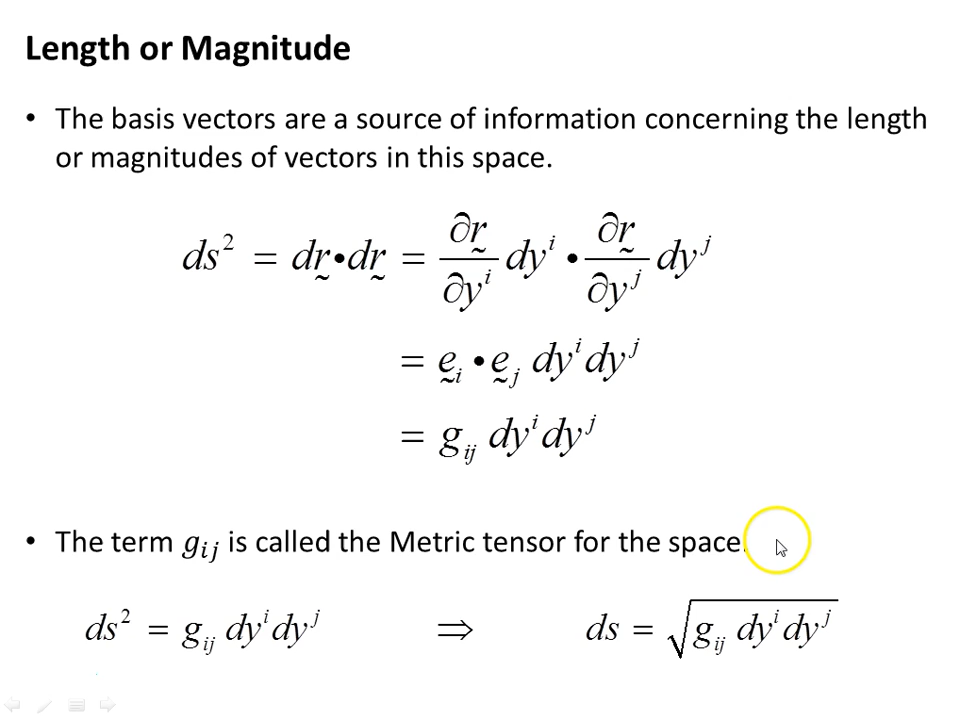 Length or Magnitude
• The basis vectors are a source of information concerning the length
or magnitudes of vectors in this space.
ds² = dr̰•dr̰ = ∂r̰/∂yⁱ dyⁱ • ∂r̰/∂yʲ dyʲ
= ḛᵢ •ḛⱼ dyⁱdyʲ
= gᵢⱼ dyⁱdyʲ
• The term gᵢⱼ is called the Metric tensor for the space.
ds² = gᵢⱼ dyⁱdyʲ ⇒ ds = √(gᵢⱼ dyⁱdyʲ)